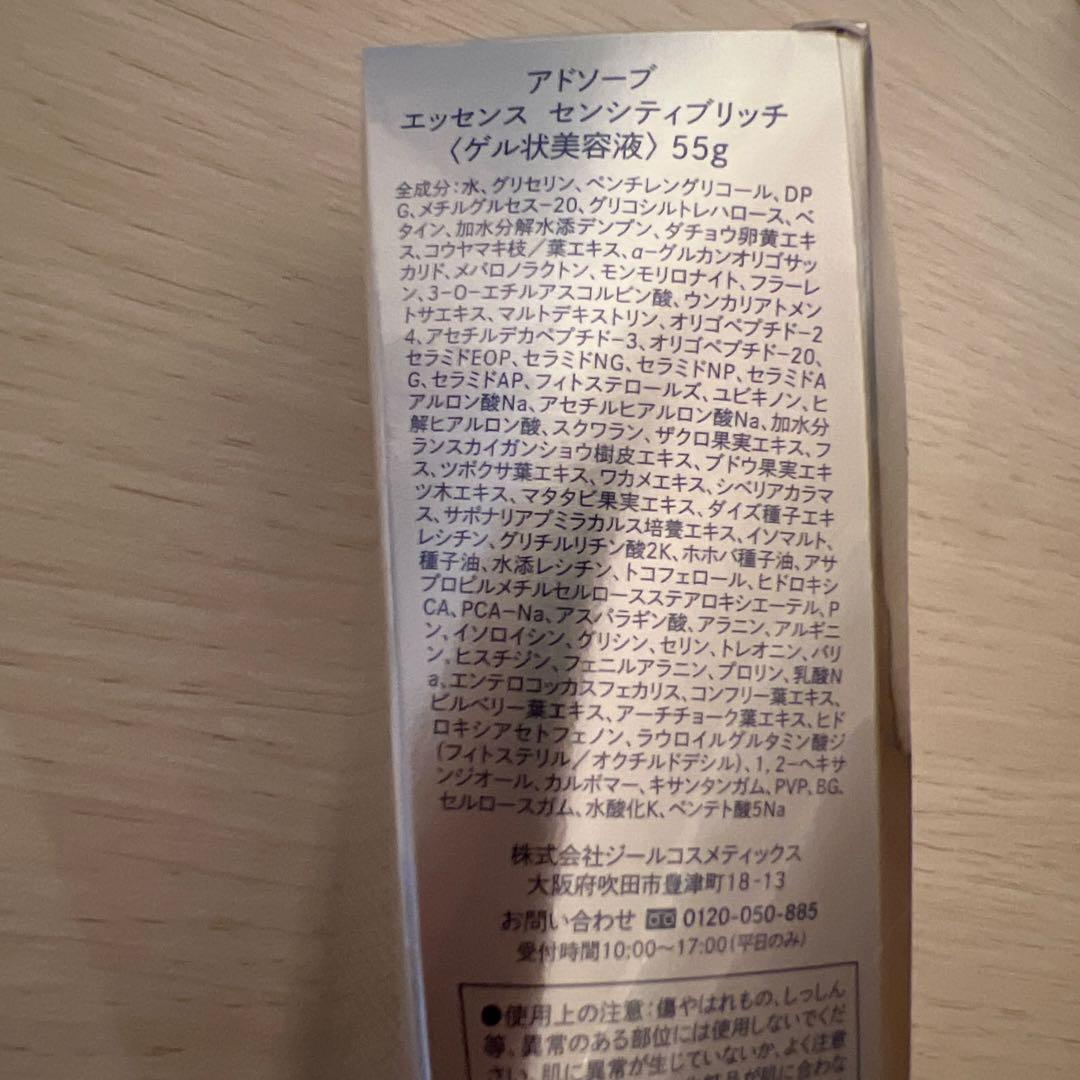 アドソーブ
エッセンス センシティブリッチ
〈ゲル状美容液〉55g
全成分：水、グリセリン、ペンチレングリコール、DP
G、メチルグルセス-20、グリコシルトレハロース、ベ
タイン、加水分解水添デンプン、ダチョウ卵黄エキ
ス、コウヤマキ枝／葉エキス、α-グルカンオリゴサッ
カリド、メバロノラクトン、モンモリロナイト、フラーレ
ン、3-O-エチルアスコルビン酸、ウンカリアトメン
トサエキス、マルトデキストリン、オリゴペプチド-2
4、アセチルデカペプチド-3、オリゴペプチド-20、
セラミドEOP、セラミドNG、セラミドNP、セラミドA
G、セラミドAP、フィトステロールズ、ユビキノン、ヒ
アルロン酸Na、アセチルヒアルロン酸Na、加水分
解ヒアルロン酸、スクワラン、ザクロ果実エキス、フ
ランスカイガンショウ樹皮エキス、ブドウ果実エキ
ス、ツボクサ葉エキス、ワカメエキス、シベリアカラマ
ツ木エキス、マタタビ果実エキス、ダイズ種子エキ
ス、サポナリアプミラカルス培養エキス、イソマルト、
レシチン、グリチルリチン酸2K、ホホバ種子油、アサ
種子油、水添レシチン、トコフェロール、ヒドロキシ
プロピルメチルセルロースステアロキシエーテル、P
CA、PCA-Na、アスパラギン酸、アラニン、アルギニ
ン、イソロイシン、グリシン、セリン、トレオニン、バリ
ン、ヒスチジン、フェニルアラニン、プロリン、乳酸N
a、エンテロコッカスフェカリス、コンフリー葉エキス、
ビルベリー葉エキス、アーチチョーク葉エキス、ヒド
ロキシアセトフェノン、ラウロイルグルタミン酸ジ
(フィトステリル／オクチルドデシル)、1,2-ヘキサ
ンジオール、カルボマー、キサンタンガム、PVP、BG、
セルロースガム、水酸化K、ペンテト酸5Na
株式会社ジールコスメティックス
大阪府吹田市豊津町18-13
お問い合わせ 0120-050-885
受付時間10:00〜17:00(平日のみ)
●使用上の注意：傷やはれもの、しっしん
等、異常のある部位には使用しないでくだ
さい。肌に異常が生じていないか、よく注意
が肌に合わな